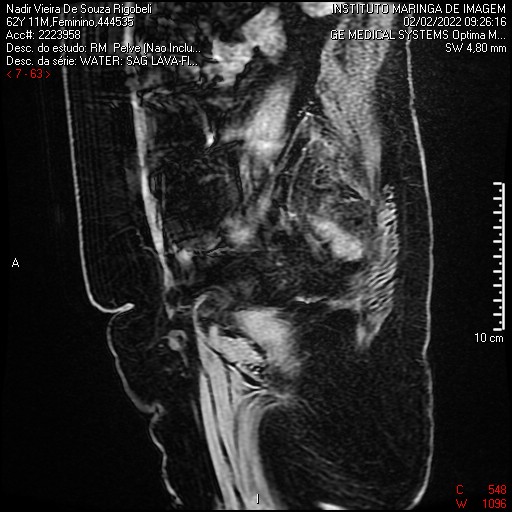 Nadir Vieira De Souza Rigobeli
INSTITUTO MARINGA DE IMAGEM
62Y 11M,Feminino,444535
02/02/2022 09:26:16
Acc#: 2223958
GE MEDICAL SYSTEMS Optima M...
Desc. do estudo: RM Pelve (Nao Inclu...
SW 4,80 mm
Desc. da série: WATER: SAG LAVA-Fl...
< 7 - 63 >
A
10 cm
I
C 548
W 1096